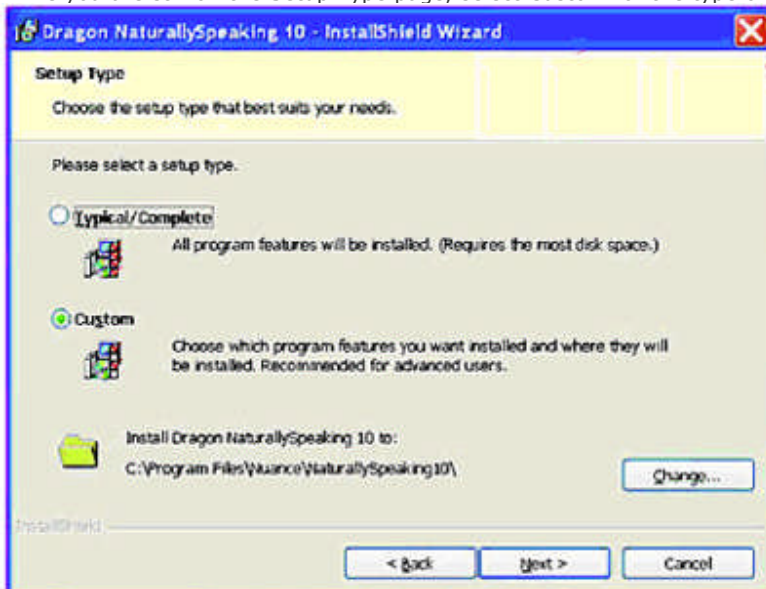 Dragon NaturallySpeaking 10 - InstallShield Wizard
Setup Type
Choose the setup type that best suits your needs.
Please select a setup type.
Typical/Complete
All program features will be installed. (Requires the most disk space.)
Custom
Choose which program features you want installed and where they will
be installed. Recommended for advanced users.
Install Dragon NaturallySpeaking 10 to:
C:\Program Files\Nuance\NaturallySpeaking10\
Change...
InstallShield
< Back
Next >
Cancel